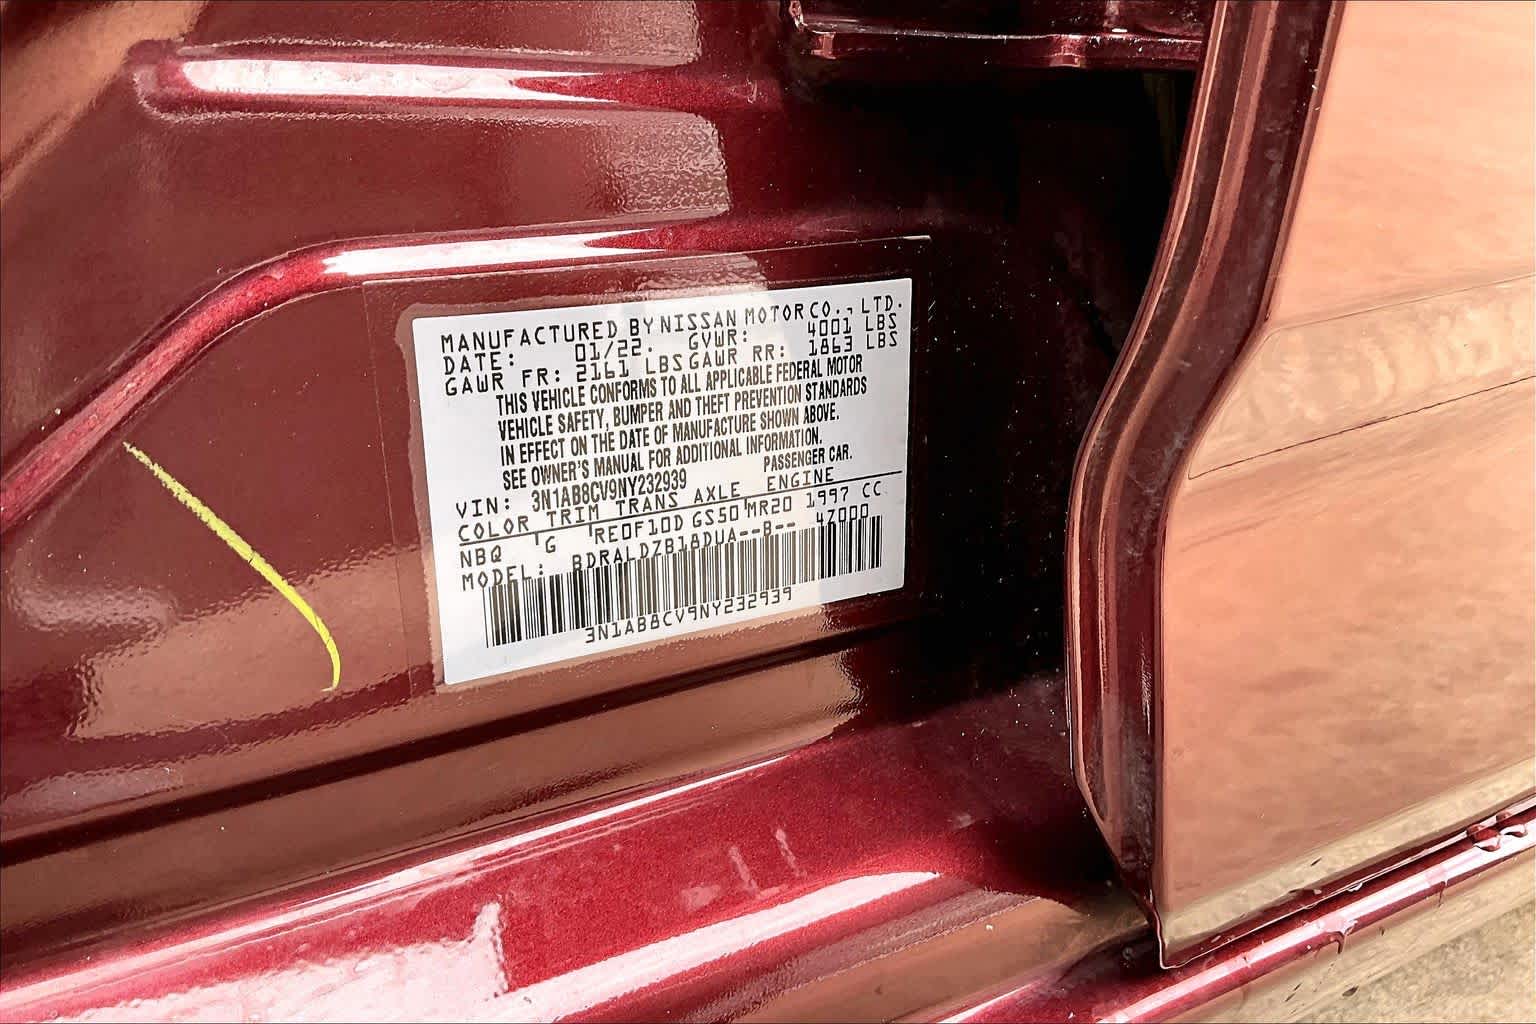 MANUFACTURED BY NISSAN MOTOR CO., LTD.
DATE: 01/22. GVWR: 4001 LBS
GAWR FR: 2161 LBS GAWR RR: 1863 LBS
THIS VEHICLE CONFORMS TO ALL APPLICABLE FEDERAL MOTOR
VEHICLE SAFETY, BUMPER AND THEFT PREVENTION STANDARDS
IN EFFECT ON THE DATE OF MANUFACTURE SHOWN ABOVE.
SEE OWNER'S MANUAL FOR ADDITIONAL INFORMATION.
VIN: 3N1AB8CV9NY232939 PASSENGER CAR.
COLOR TRIM TRANS AXLE ENGINE
NBQ G RE0F10D GS50 MR20 1997 CC
MODEL: BDRALDZB18DUA--B-- 47000
3N1AB8CV9NY232939